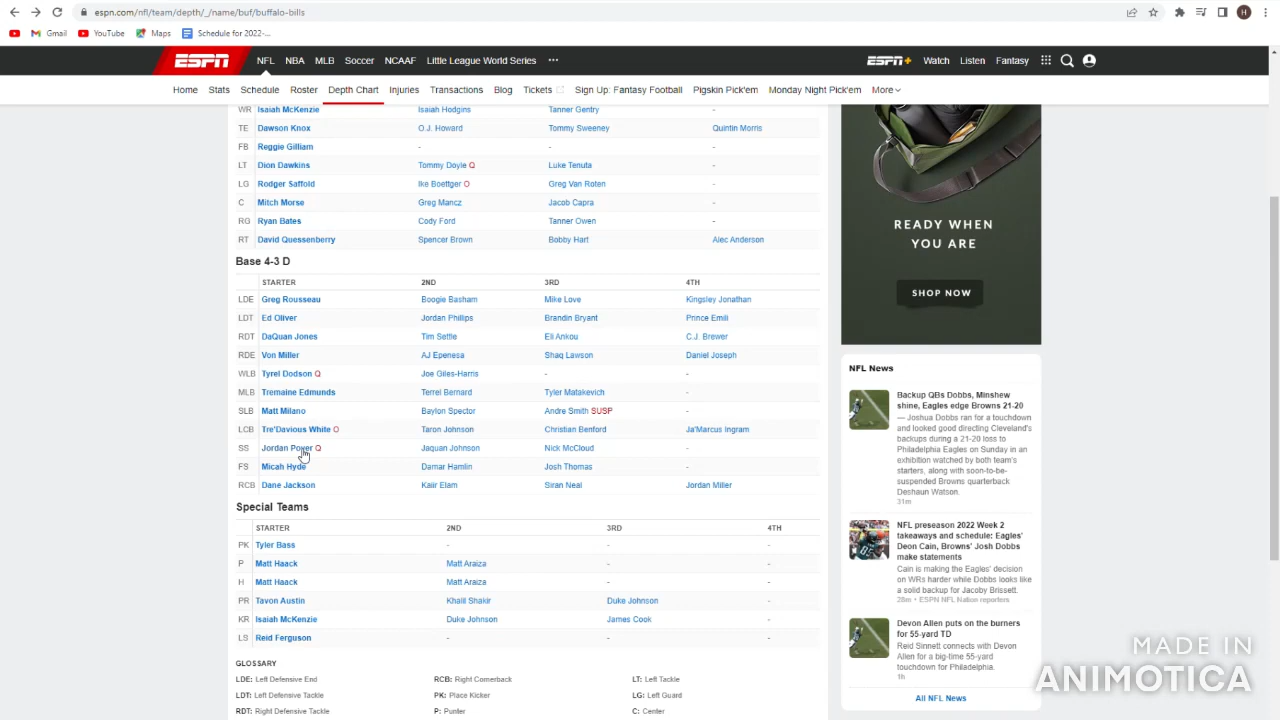 espn.com/nfl/team/depth/_/name/buf/buffalo-bills
H
Gmail YouTube Maps Schedule for 2022-...
ESPN NFL NBA MLB Soccer NCAAF Little League World Series ... ESPN+ Watch Listen Fantasy
Home Stats Schedule Roster Depth Chart Injuries Transactions Blog Tickets Sign Up: Fantasy Football Pigskin Pick'em Monday Night Pick'em More
WR Isaiah McKenzie Isaiah Hodgins Tanner Gentry
TE Dawson Knox O.J. Howard Tommy Sweeney Quintin Morris
FB Reggie Gilliam - - -
LT Dion Dawkins Tommy Doyle Q Luke Tenuta -
LG Rodger Saffold Ike Boettger O Greg Van Roten -
C Mitch Morse Greg Mancz Jacob Capra -
RG Ryan Bates Cody Ford Tanner Owen -
RT David Quessenberry Spencer Brown Bobby Hart Alec Anderson
Base 4-3 D
STARTER 2ND 3RD 4TH
LDE Greg Rousseau Boogie Basham Mike Love Kingsley Jonathan
LDT Ed Oliver Jordan Phillips Brandin Bryant Prince Emili
RDT DaQuan Jones Tim Settle Eli Ankou C.J. Brewer
RDE Von Miller AJ Epenesa Shaq Lawson Daniel Joseph
WLB Tyrel Dodson Q Joe Giles-Harris - -
MLB Tremaine Edmunds Terrel Bernard Tyler Matakevich -
SLB Matt Milano Baylon Spector Andre Smith SUSP -
LCB Tre'Davious White O Taron Johnson Christian Benford Ja'Marcus Ingram
SS Jordan Poyer Q Jaquan Johnson Nick McCloud -
FS Micah Hyde Damar Hamlin Josh Thomas -
RCB Dane Jackson Kaiir Elam Siran Neal Jordan Miller
Special Teams
STARTER 2ND 3RD 4TH
PK Tyler Bass - - -
P Matt Haack Matt Araiza - -
H Matt Haack Matt Araiza - -
PR Tavon Austin Khalil Shakir Duke Johnson -
KR Isaiah McKenzie Duke Johnson James Cook -
LS Reid Ferguson - - -
GLOSSARY
LDE: Left Defensive End RCB: Right Cornerback LT: Left Tackle
LDT: Left Defensive Tackle PK: Place Kicker LG: Left Guard
RDT: Right Defensive Tackle P: Punter C: Center
READY WHEN
YOU ARE
SHOP NOW
NFL News
Backup QBs Dobbs, Minshew
shine, Eagles edge Browns 21-20
— Joshua Dobbs ran for a touchdown
and looked good directing Cleveland's
backups during a 21-20 loss to
Philadelphia Eagles on Sunday in an
exhibition watched by both team's
starters, along with soon-to-be-
suspended Browns quarterback
Deshaun Watson.
31m
NFL preseason 2022 Week 2
takeaways and schedule: Eagles'
Deon Cain, Browns' Josh Dobbs
make statements
Cain is making the Eagles' decision
on WRs harder while Dobbs looks like
a solid backup for Jacoby Brissett.
28m • ESPN NFL Nation reporters
Devon Allen puts on the burners
for 55-yard TD
Reid Sinnett connects with Devon
Allen for a big-time 55-yard
touchdown for Philadelphia.
1h
All NFL News
MADE IN
ANIMOTICA